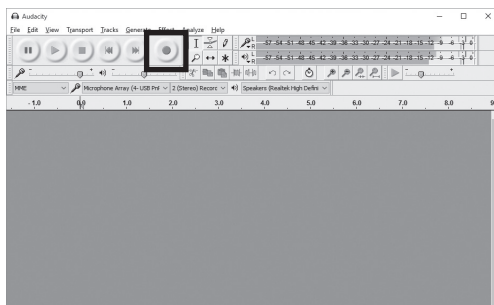 Audacity
File Edit View Transport Tracks Generate Effect Analyze Help
L R -57 -54 -51 -48 -45 -42 -39 -36 -33 -30 -27 -24 -21 -18 -15 -12 -9 -6 -3 0
L R -57 -54 -51 -48 -45 -42 -39 -36 -33 -30 -27 -24 -21 -18 -15 -12 -9 -6 -3 0
MME Microphone Array (4- USB Pnl 2 (Stereo) Record Speakers (Realtek High Defini
-1.0 0.0 1.0 2.0 3.0 4.0 5.0 6.0 7.0 8.0 9